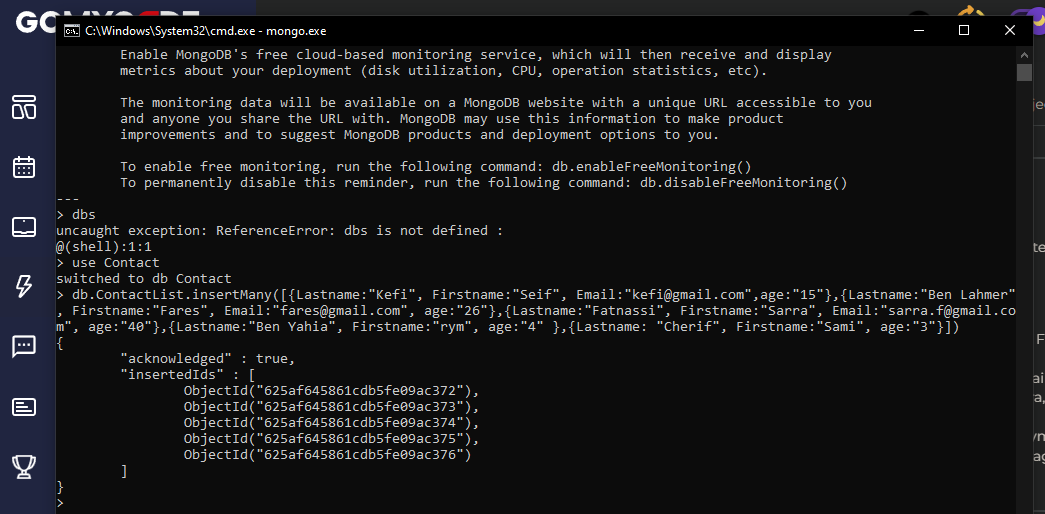 C:\Windows\System32\cmd.exe - mongo.exe
Enable MongoDB's free cloud-based monitoring service, which will then receive and display
metrics about your deployment (disk utilization, CPU, operation statistics, etc).
The monitoring data will be available on a MongoDB website with a unique URL accessible to you
and anyone you share the URL with. MongoDB may use this information to make product
improvements and to suggest MongoDB products and deployment options to you.
To enable free monitoring, run the following command: db.enableFreeMonitoring()
To permanently disable this reminder, run the following command: db.disableFreeMonitoring()
---
> dbs
uncaught exception: ReferenceError: dbs is not defined :
@(shell):1:1
> use Contact
switched to db Contact
> db.ContactList.insertMany([{Lastname:"Kefi", Firstname:"Seif", Email:"kefi@gmail.com",age:"15"},{Lastname:"Ben Lahmer"
, Firstname:"Fares", Email:"fares@gmail.com", age:"26"},{Lastname:"Fatnassi", Firstname:"Sarra", Email:"sarra.f@gmail.co
m", age:"40"},{Lastname:"Ben Yahia", Firstname:"rym", age:"4" },{Lastname: "Cherif", Firstname:"Sami", age:"3"}])
{
"acknowledged" : true,
"insertedIds" : [
ObjectId("625af645861cdb5fe09ac372"),
ObjectId("625af645861cdb5fe09ac373"),
ObjectId("625af645861cdb5fe09ac374"),
ObjectId("625af645861cdb5fe09ac375"),
ObjectId("625af645861cdb5fe09ac376")
]
}
>